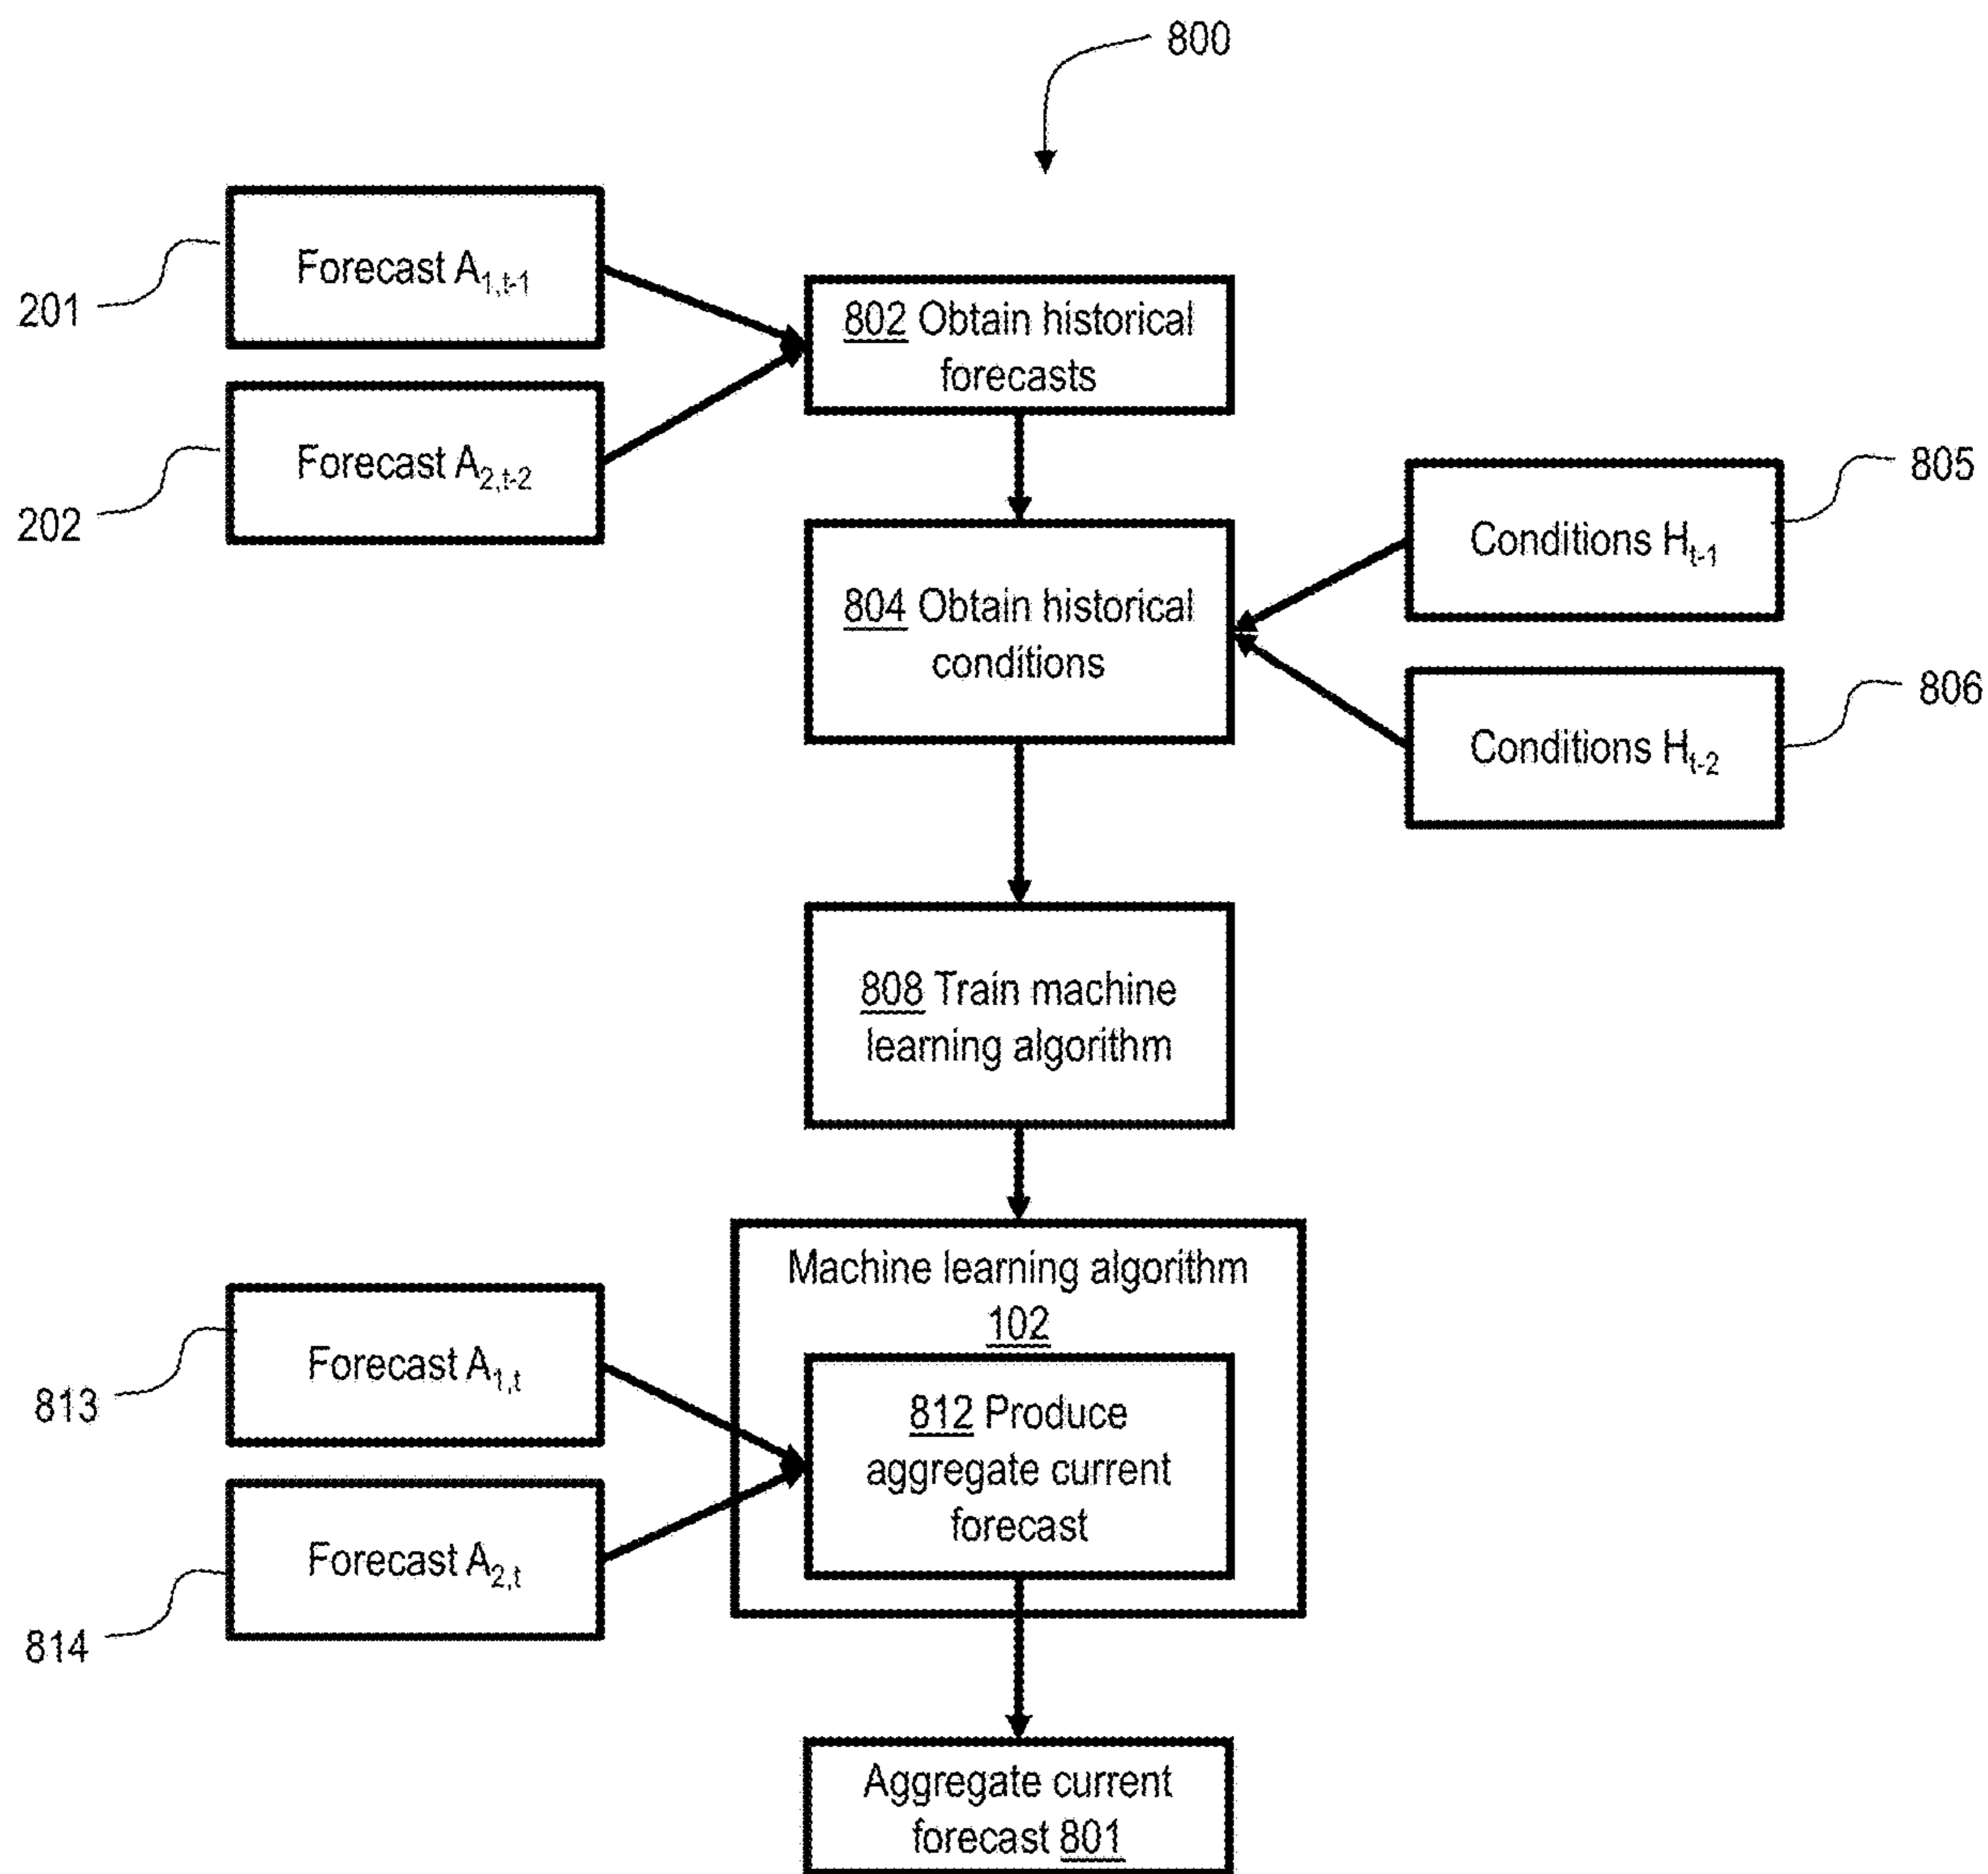 800
Forecast A1,t-1
201
802 Obtain historical
forecasts
Forecast A2,t-2
202
805
Conditions Ht-1
804 Obtain historical
conditions
806
Conditions Ht-2
808 Train machine
learning algorithm
Machine learning algorithm
102
Forecast A1,t
813
812 Produce
aggregate current
forecast
Forecast A2,t
814
Aggregate current
forecast 801